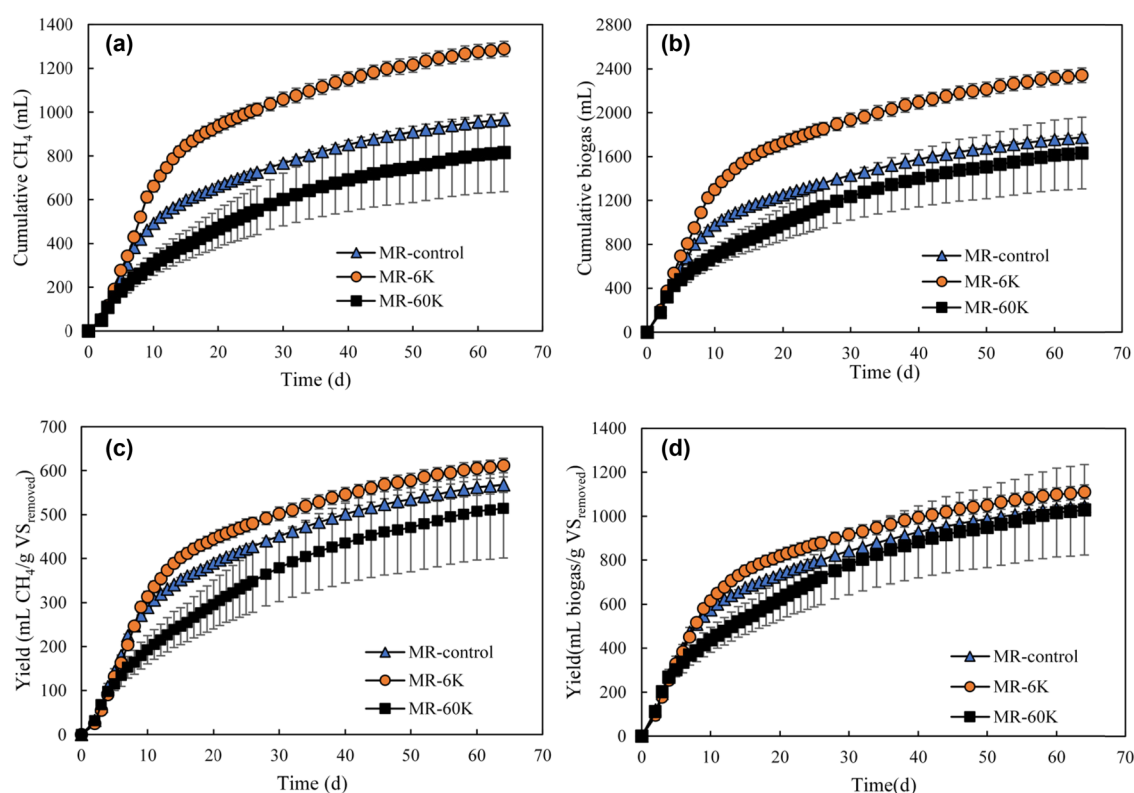 (a)
Cumulative CH4 (mL)
1400
1200
1000
800
600
400
200
0
MR-control
MR-6K
MR-60K
0 10 20 30 40 50 60 70
Time (d)
(b)
Cumulative biogas (mL)
2800
2400
2000
1600
1200
800
400
0
MR-control
MR-6K
MR-60K
0 10 20 30 40 50 60 70
Time (d)
(c)
Yield (mL CH4/g VSremoved)
700
600
500
400
300
200
100
0
MR-control
MR-6K
MR-60K
0 10 20 30 40 50 60 70
Time (d)
(d)
Yield(mL biogas/g VSremoved)
1400
1200
1000
800
600
400
200
0
MR-control
MR-6K
MR-60K
0 10 20 30 40 50 60 70
Time(d)